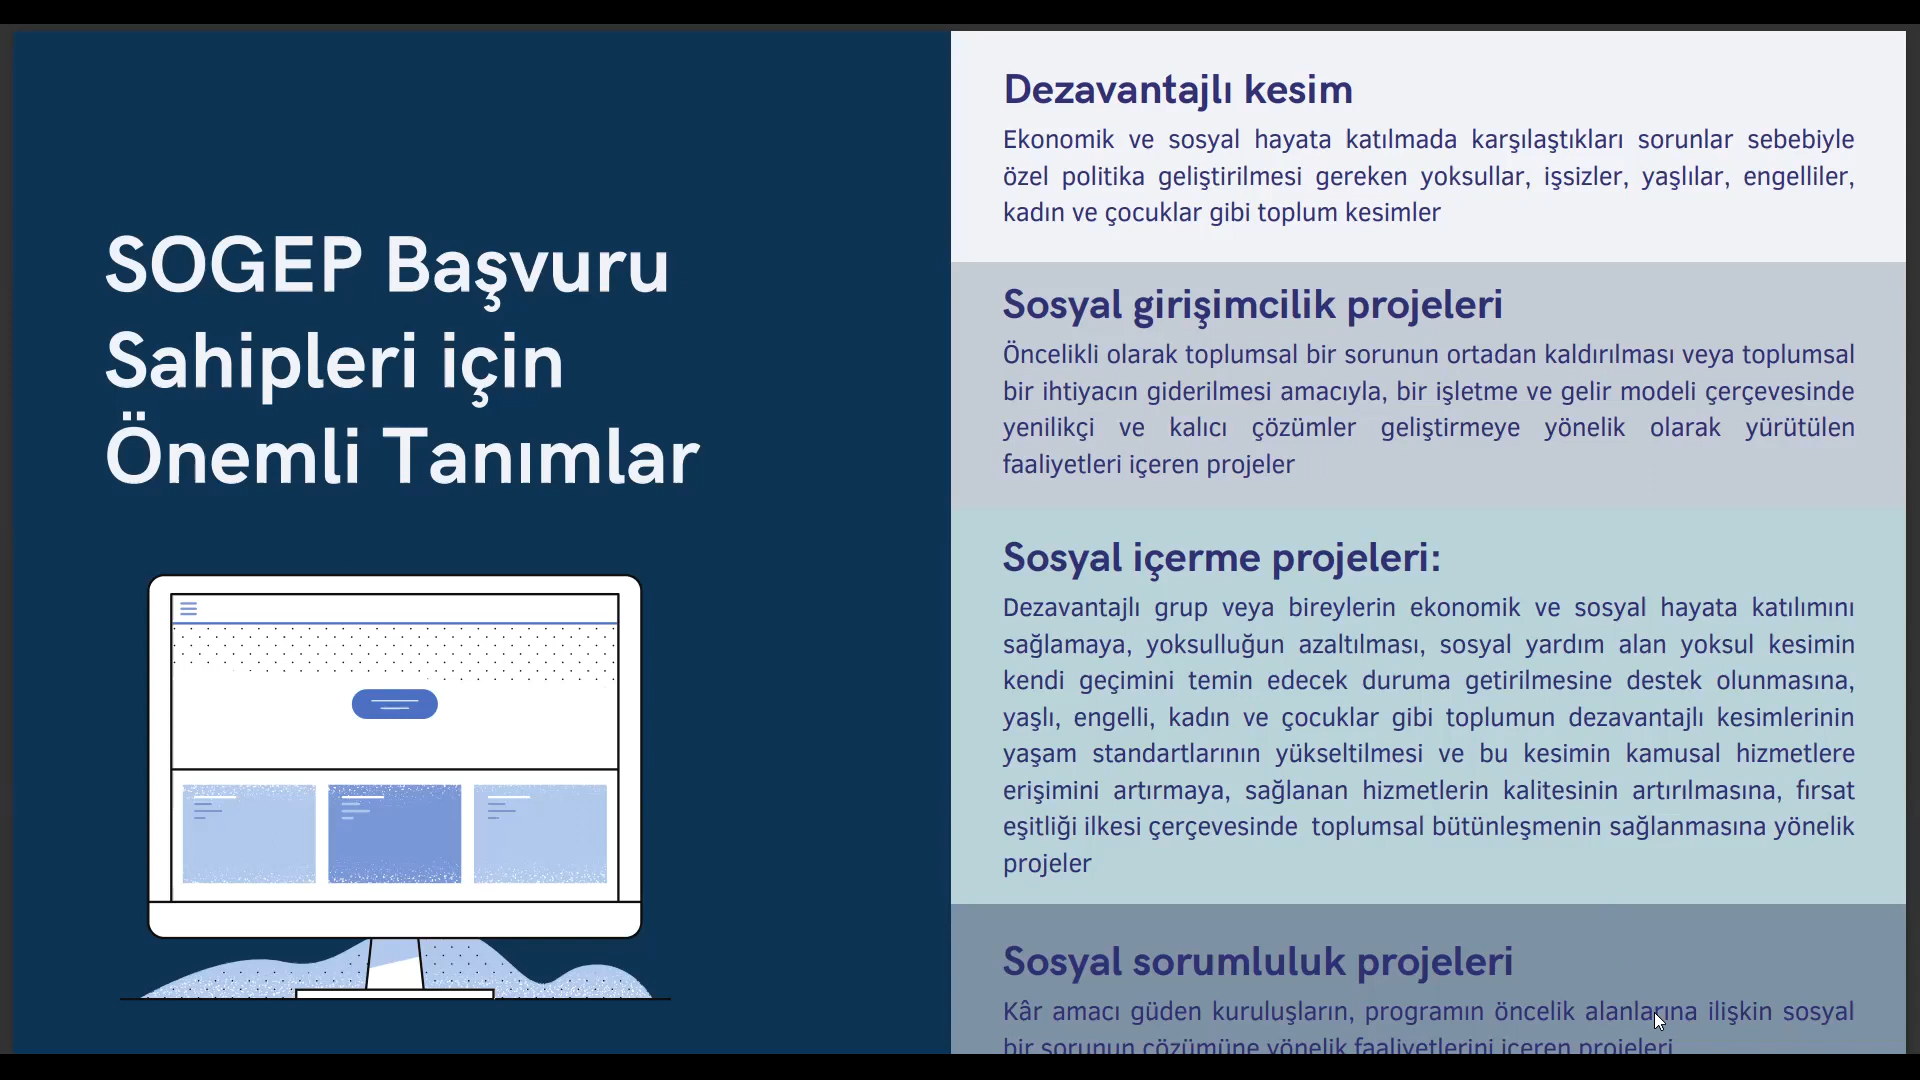 SOGEP Başvuru
Sahipleri için
Önemli Tanımlar
Dezavantajlı kesim
Ekonomik ve sosyal hayata katılmada karşılaştıkları sorunlar sebebiyle
özel politika geliştirilmesi gereken yoksullar, işsizler, yaşlılar, engelliler,
kadın ve çocuklar gibi toplum kesimler
Sosyal girişimcilik projeleri
Öncelikli olarak toplumsal bir sorunun ortadan kaldırılması veya toplumsal
bir ihtiyacın giderilmesi amacıyla, bir işletme ve gelir modeli çerçevesinde
yenilikçi ve kalıcı çözümler geliştirmeye yönelik olarak yürütülen
faaliyetleri içeren projeler
Sosyal içerme projeleri:
Dezavantajlı grup veya bireylerin ekonomik ve sosyal hayata katılımını
sağlamaya, yoksulluğun azaltılması, sosyal yardım alan yoksul kesimin
kendi geçimini temin edecek duruma getirilmesine destek olunmasına,
yaşlı, engelli, kadın ve çocuklar gibi toplumun dezavantajlı kesimlerinin
yaşam standartlarının yükseltilmesi ve bu kesimin kamusal hizmetlere
erişimini artırmaya, sağlanan hizmetlerin kalitesinin artırılmasına, fırsat
eşitliği ilkesi çerçevesinde toplumsal bütünleşmenin sağlanmasına yönelik
projeler
Sosyal sorumluluk projeleri
Kâr amacı güden kuruluşların, programın öncelik alanlarına ilişkin sosyal
bir sorunun çözümüne yönelik faaliyetlerini içeren projeleri